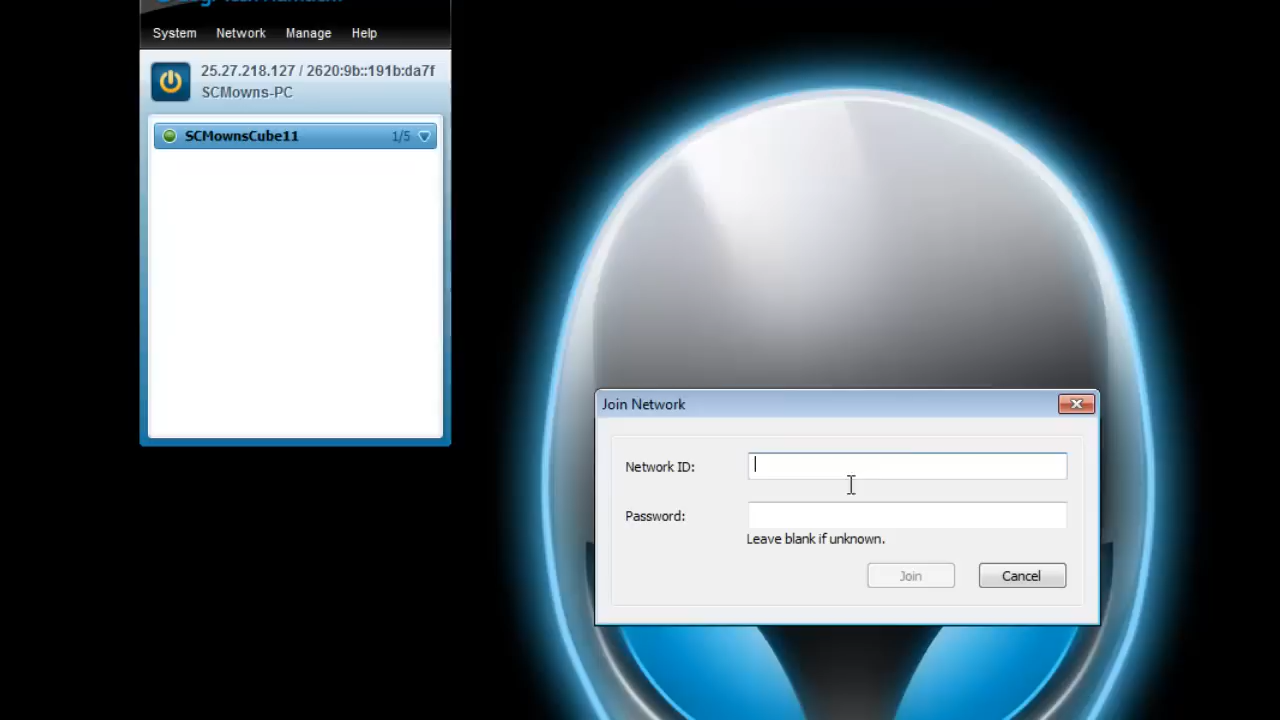 System Network Manage Help
25.27.218.127 / 2620:9b::191b:da7f
SCMowns-PC
SCMownsCube11 1/5
Join Network
Network ID:
Password:
Leave blank if unknown.
Join Cancel